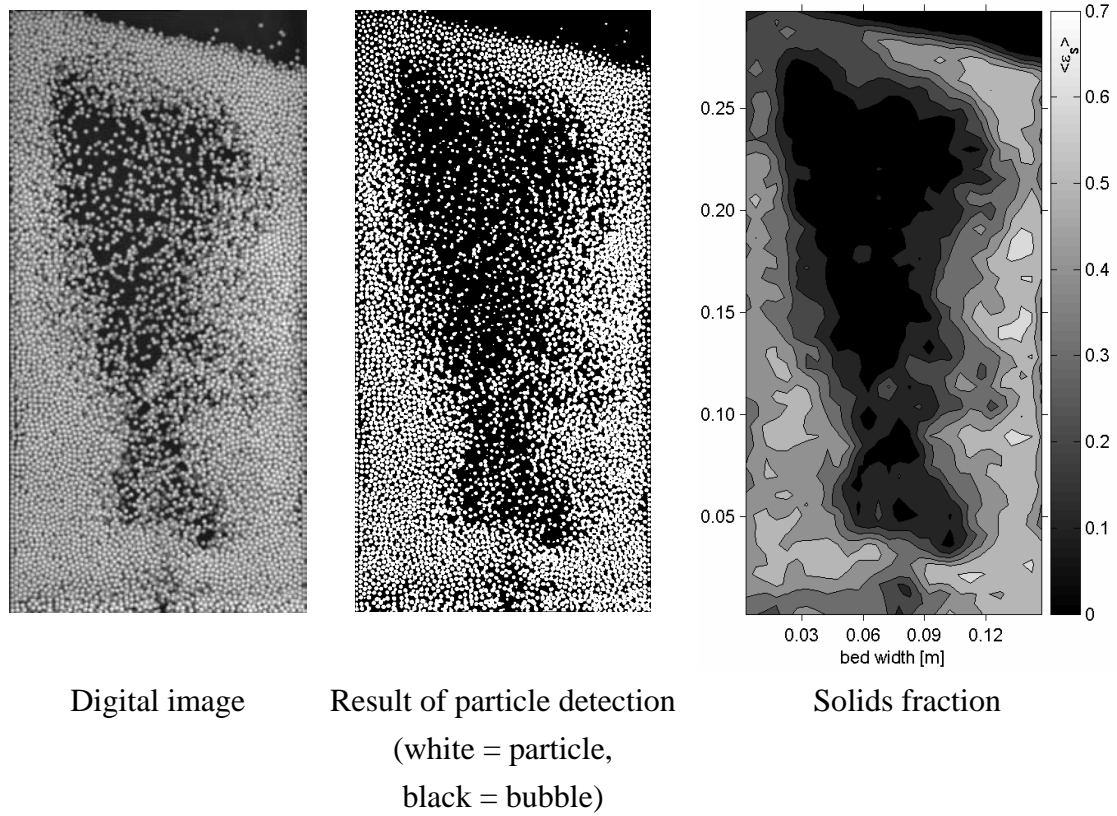 0.7
0.6
0.5
0.4
0.3
0.2
0.1
0
<εs>
0.25
0.20
0.15
0.10
0.05
0.03 0.06 0.09 0.12
bed width [m]
Digital image
Result of particle detection
(white = particle,
black = bubble)
Solids fraction